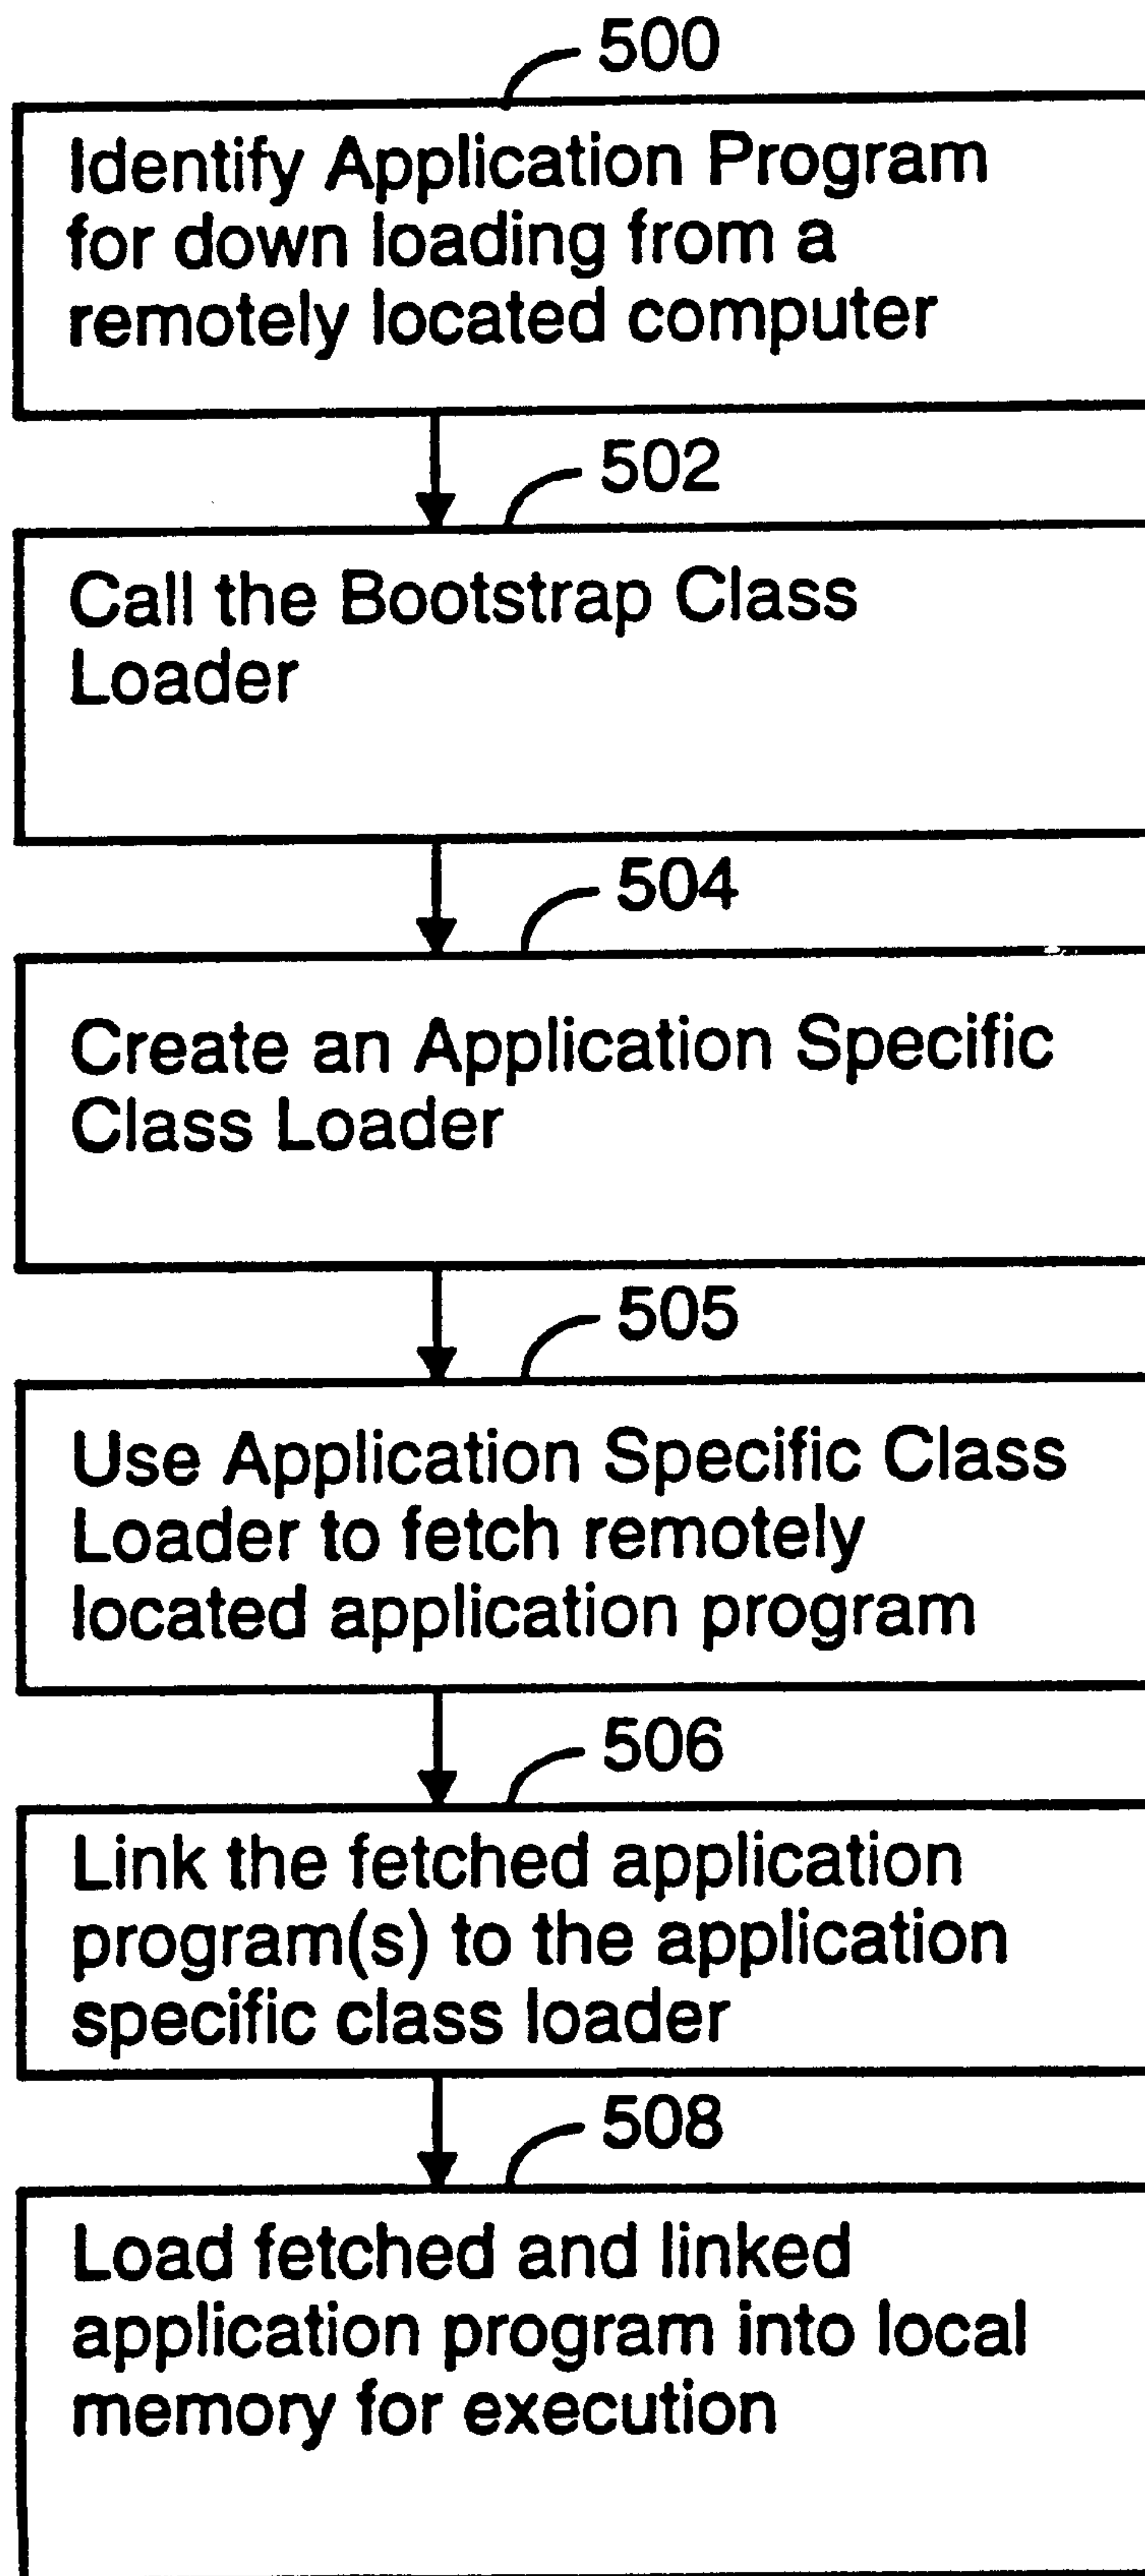 500
Identify Application Program
for down loading from a
remotely located computer
502
Call the Bootstrap Class
Loader
504
Create an Application Specific
Class Loader
505
Use Application Specific Class
Loader to fetch remotely
located application program
506
Link the fetched application
program(s) to the application
specific class loader
508
Load fetched and linked
application program into local
memory for execution